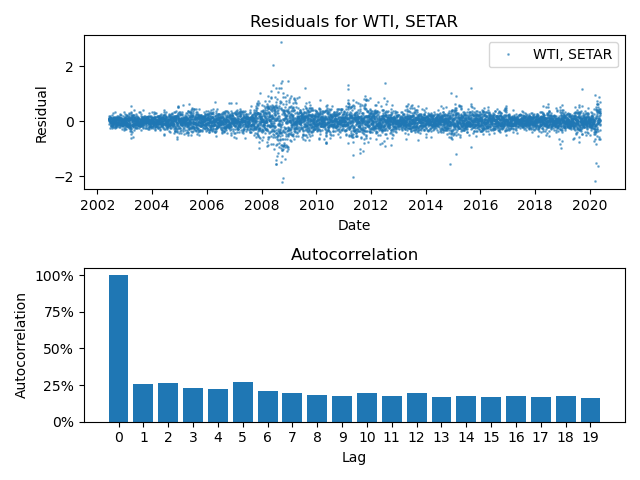 Residuals for WTI, SETAR
WTI, SETAR
Residual
2
0
−2
2002 2004 2006 2008 2010 2012 2014 2016 2018 2020
Date
Autocorrelation
Autocorrelation
100%
75%
50%
25%
0%
0 1 2 3 4 5 6 7 8 9 10 11 12 13 14 15 16 17 18 19
Lag